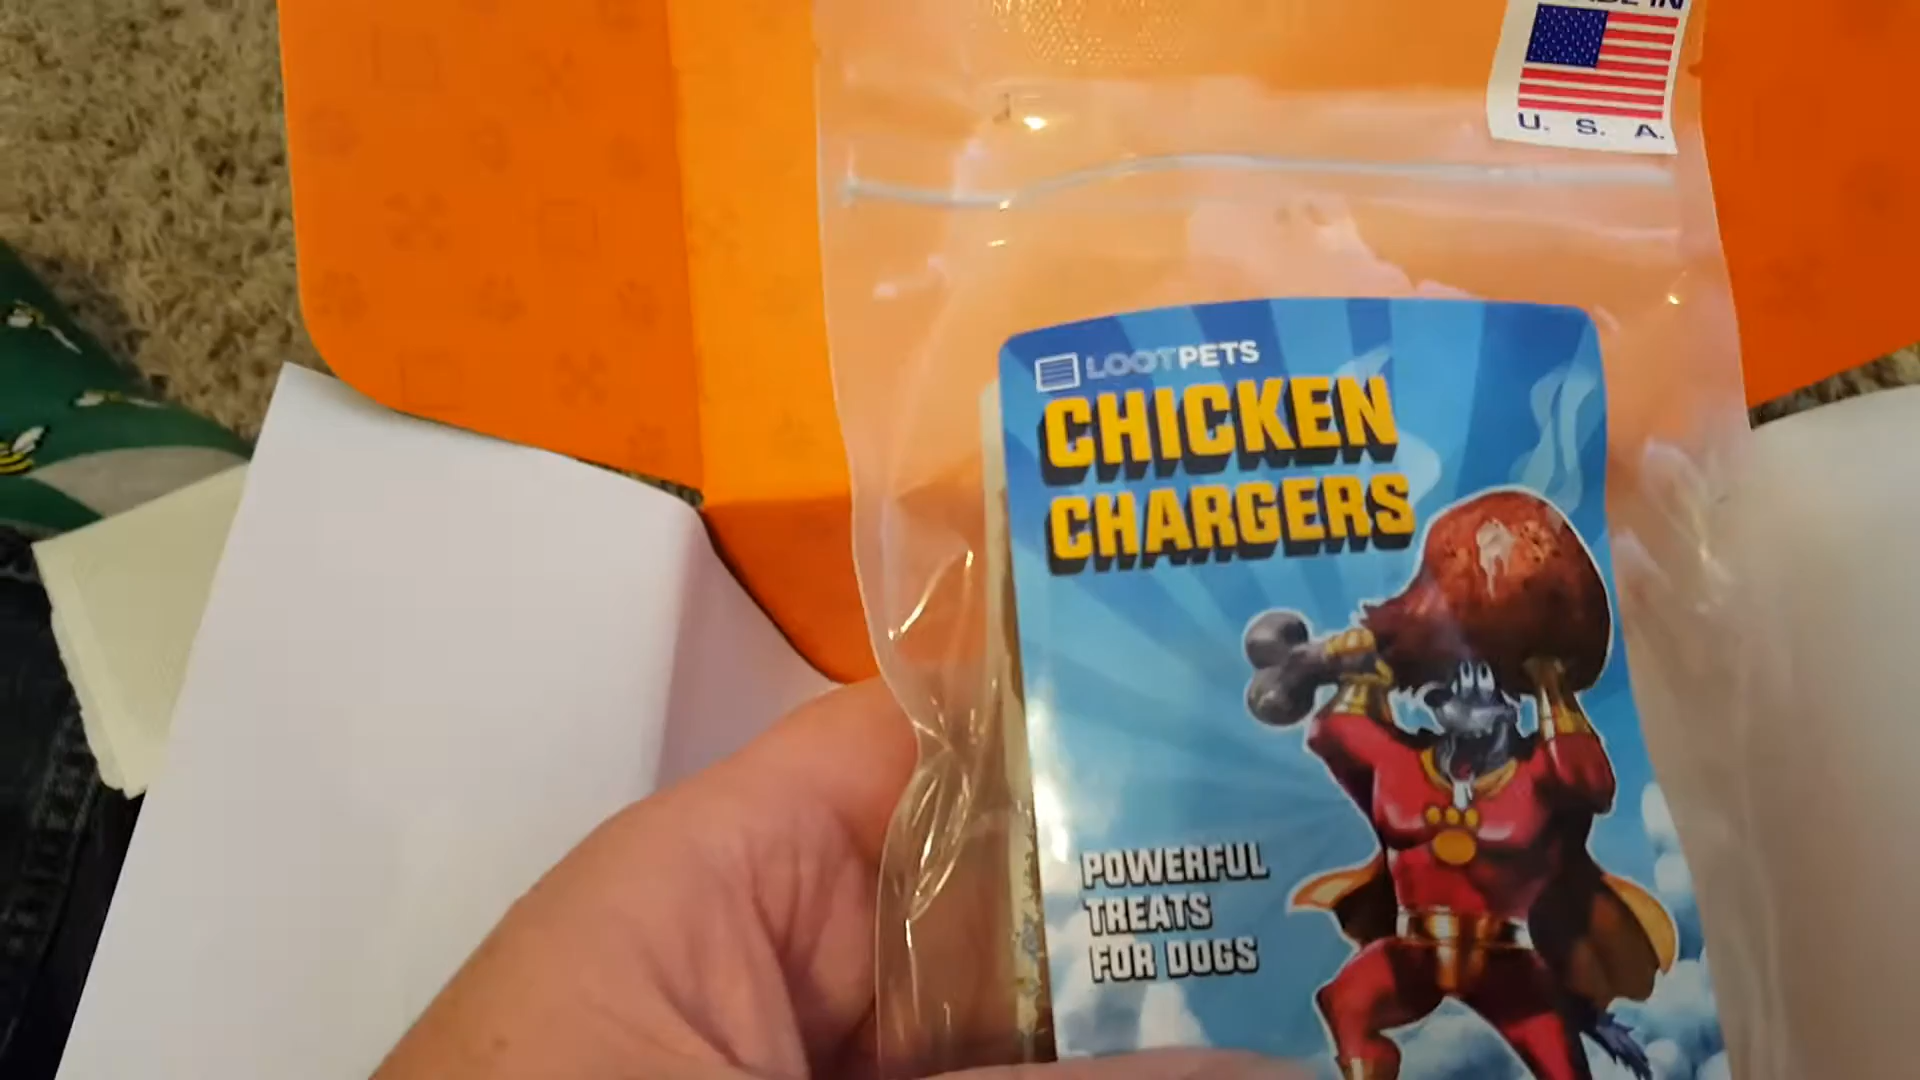 U. S. A.
LOOTPETS
CHICKEN
CHARGERS
POWERFUL
TREATS
FOR DOGS